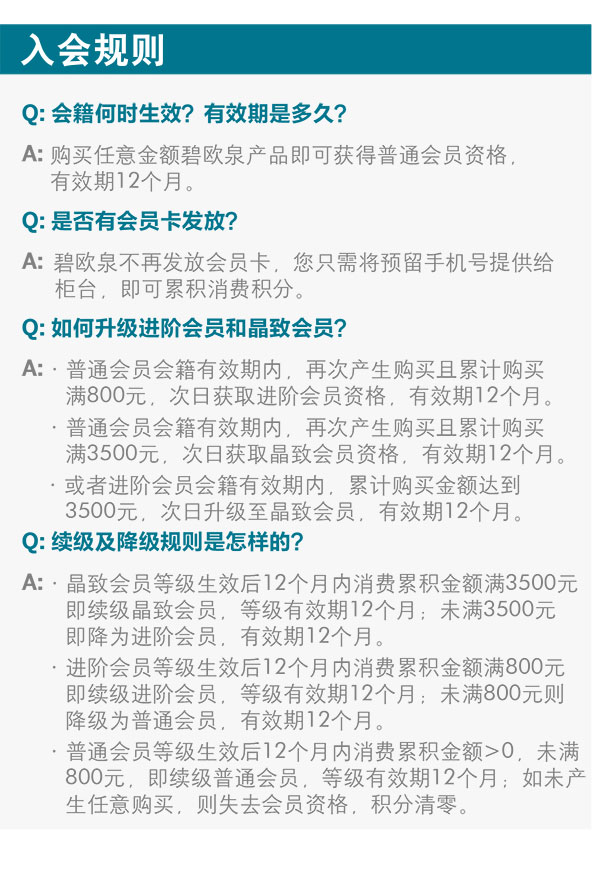 入会规则
Q: 会籍何时生效？有效期是多久？
A: 购买任意金额碧欧泉产品即可获得普通会员资格，
有效期12个月。
Q: 是否有会员卡发放？
A: 碧欧泉不再发放会员卡，您只需将预留手机号提供给
柜台，即可累积消费积分。
Q: 如何升级进阶会员和晶致会员？
A: · 普通会员会籍有效期内，再次产生购买且累计购买
满800元，次日获取进阶会员资格，有效期12个月。
· 普通会员会籍有效期内，再次产生购买且累计购买
满3500元，次日获取晶致会员资格，有效期12个月。
· 或者进阶会员会籍有效期内，累计购买金额达到
3500元，次日升级至晶致会员，有效期12个月。
Q: 续级及降级规则是怎样的？
A: · 晶致会员等级生效后12个月内消费累积金额满3500元
即续级晶致会员，等级有效期12个月；未满3500元
即降为进阶会员，有效期12个月。
· 进阶会员等级生效后12个月内消费累积金额满800元
即续级进阶会员，等级有效期12个月；未满800元则
降级为普通会员，有效期12个月。
· 普通会员等级生效后12个月内消费累积金额>0，未满
800元，即续级普通会员，等级有效期12个月；如未产
生任意购买，则失去会员资格，积分清零。